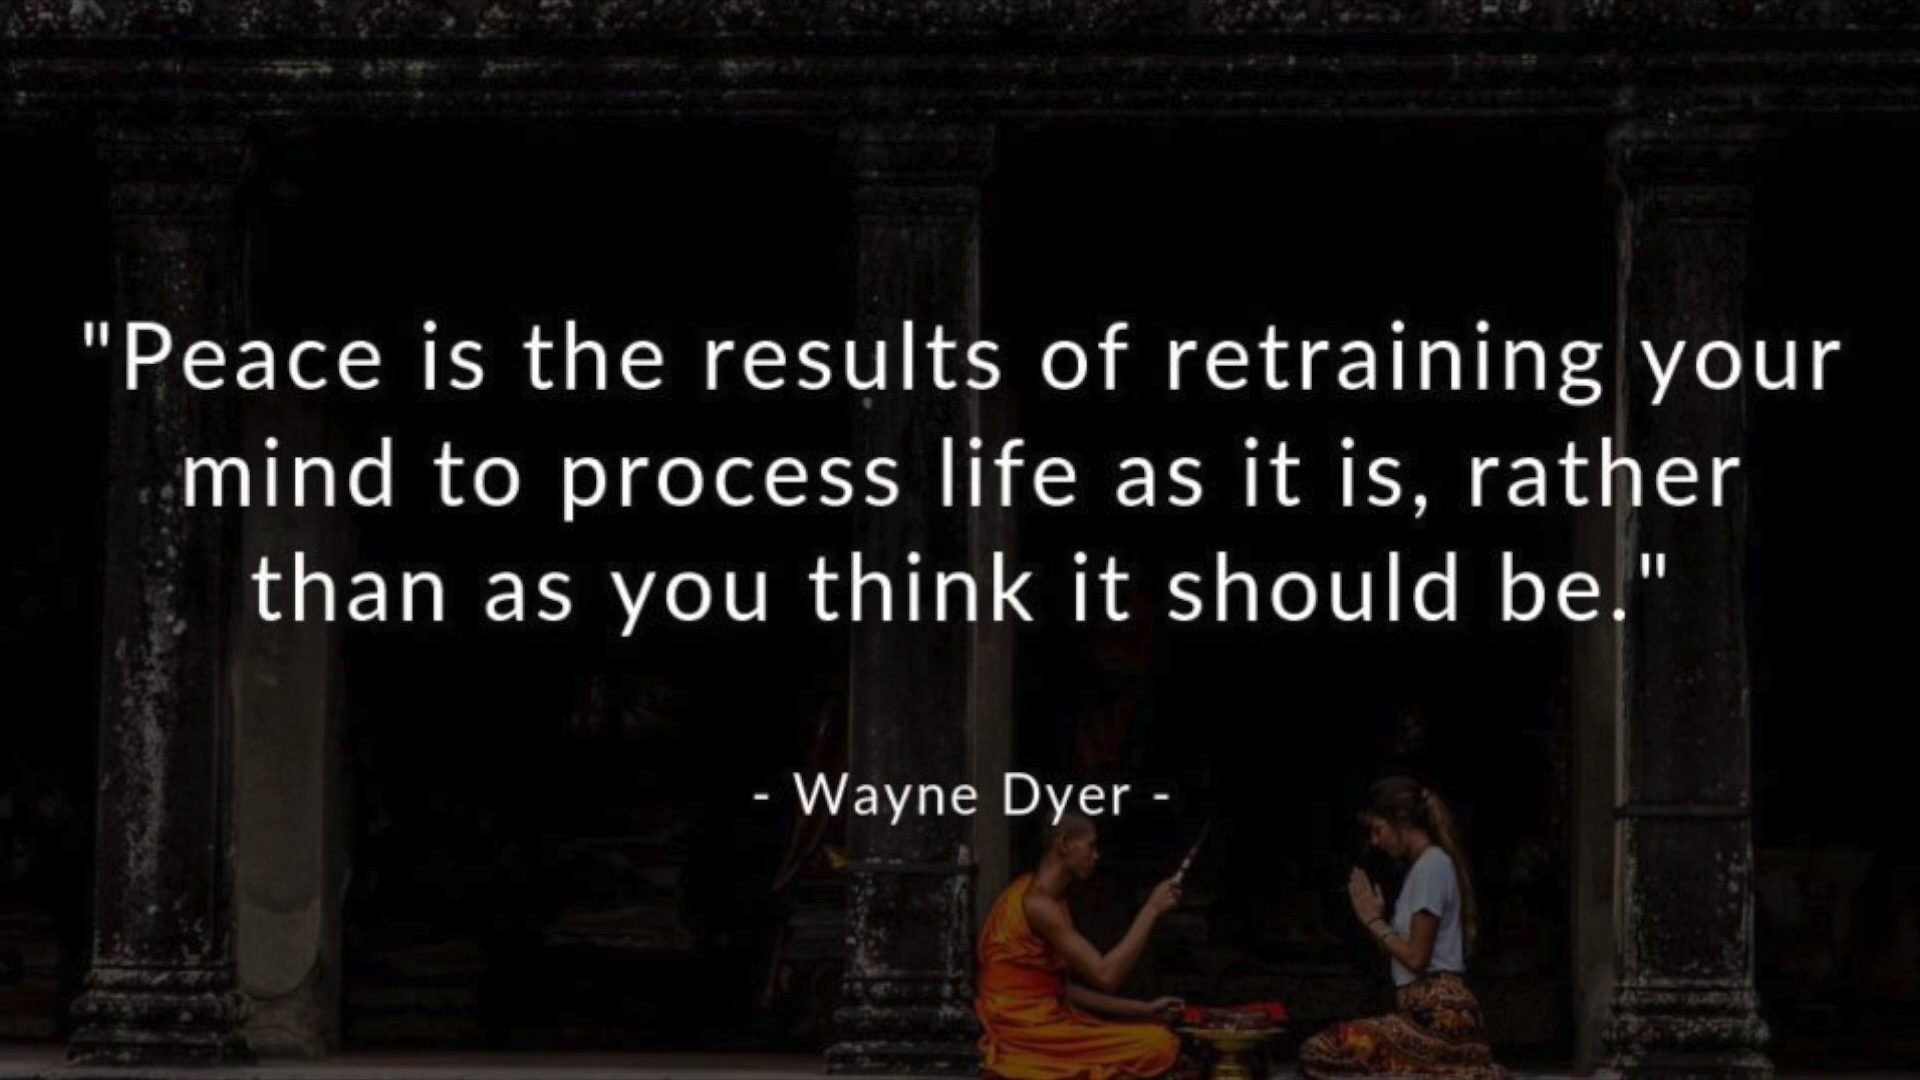 "Peace is the results of retraining your
mind to process life as it is, rather
than as you think it should be."
- Wayne Dyer -